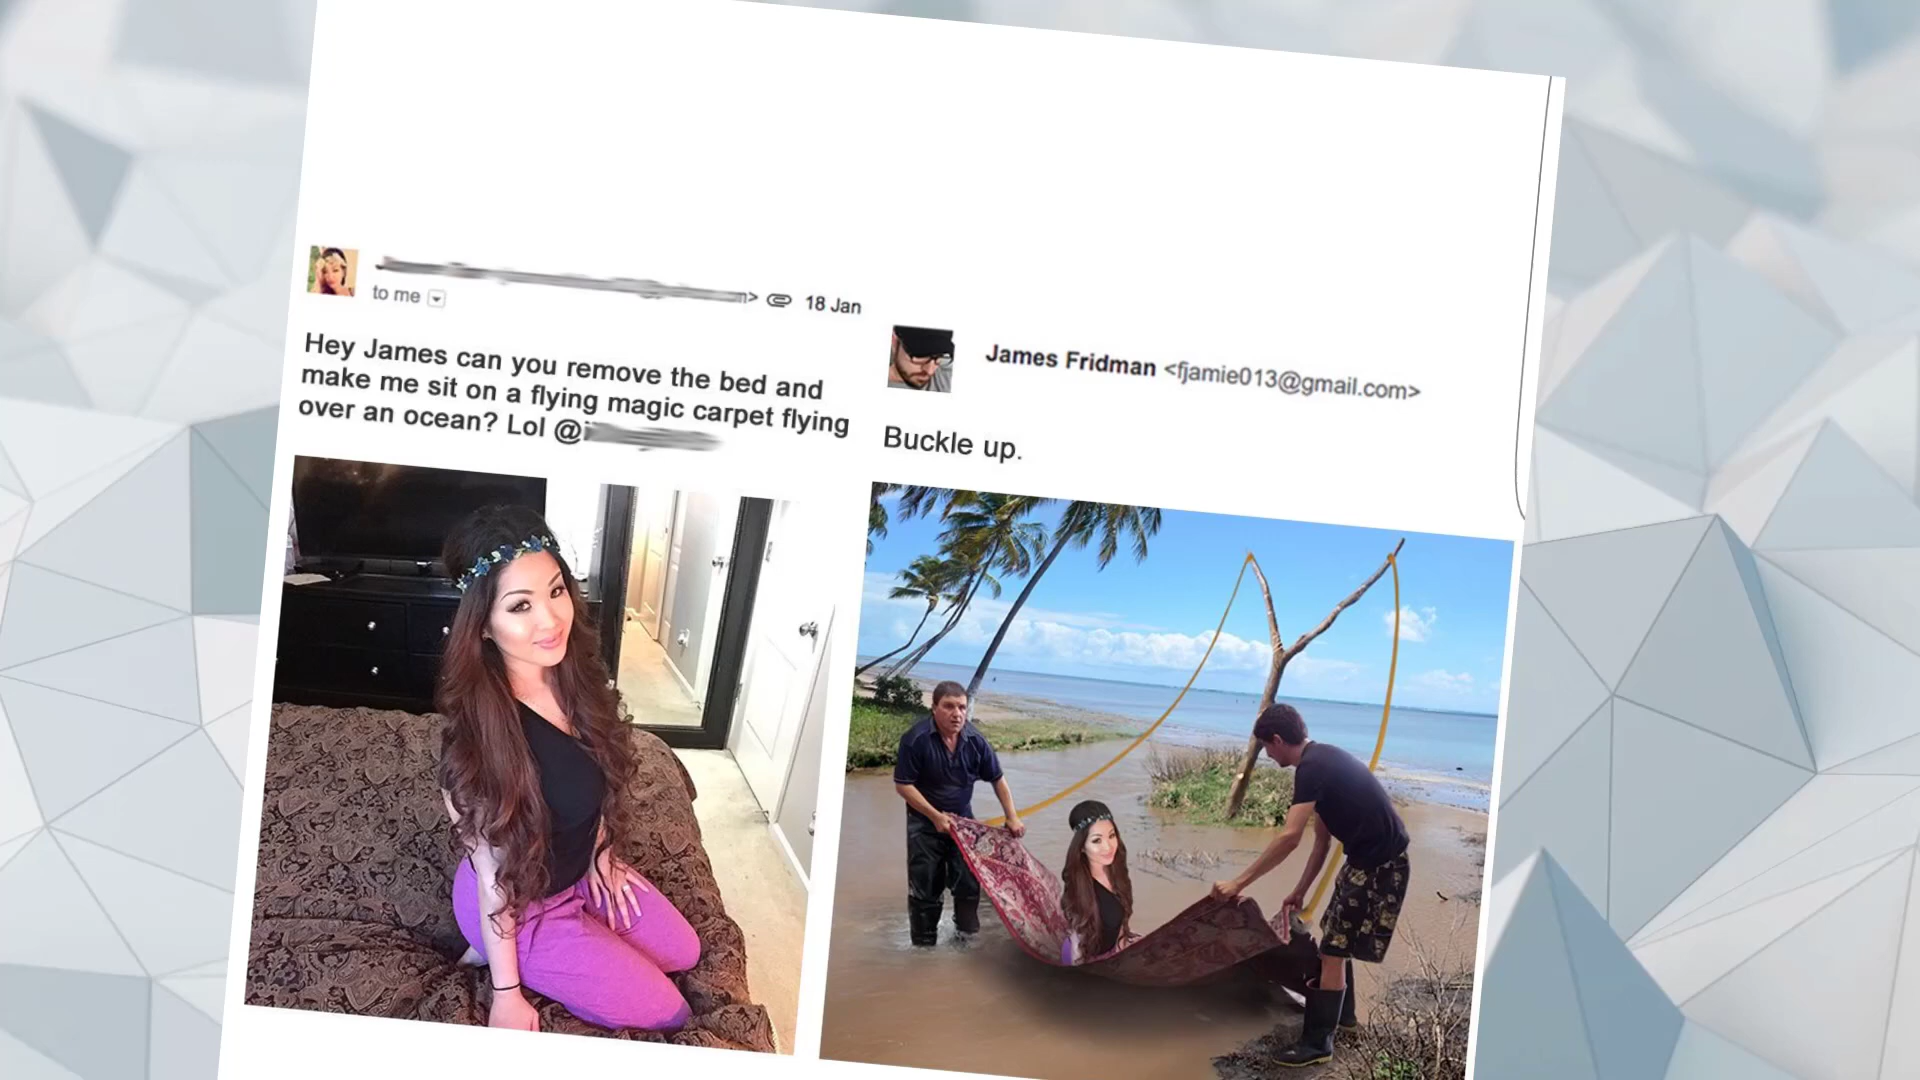 18 Jan
to me
Hey James can you remove the bed and
make me sit on a flying magic carpet flying
over an ocean? Lol
James Fridman <fjamie013@gmail.com>
Buckle up.